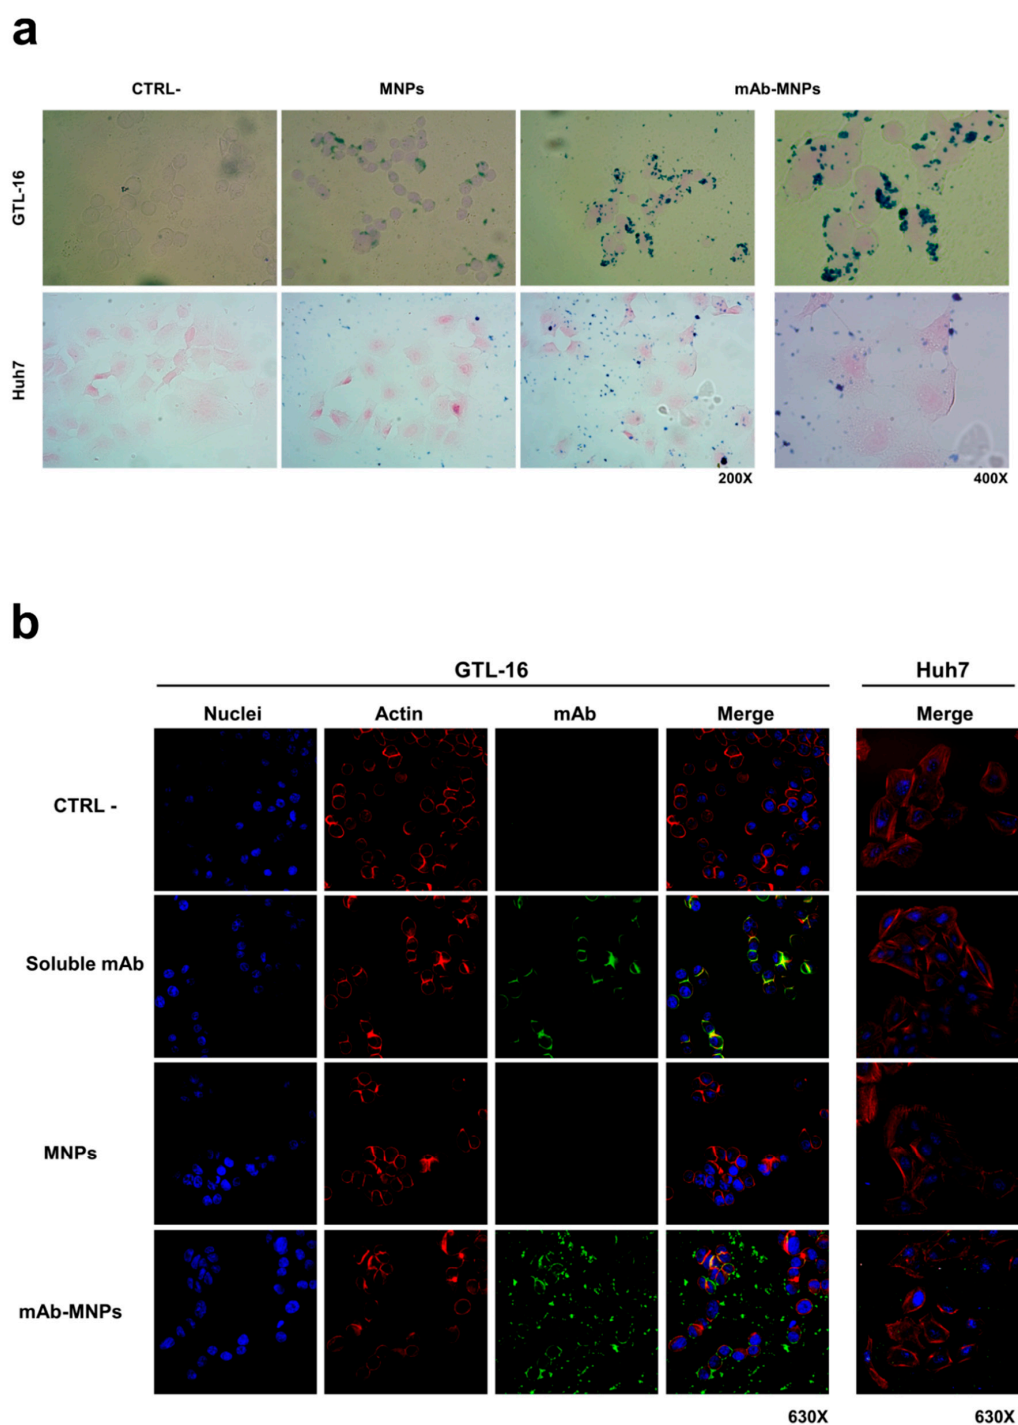 a
CTRL-
MNPs
mAb-MNPs
GTL-16
Huh7
200X
400X
b
GTL-16
Huh7
Nuclei
Actin
mAb
Merge
Merge
CTRL -
Soluble mAb
MNPs
mAb-MNPs
630X
630X